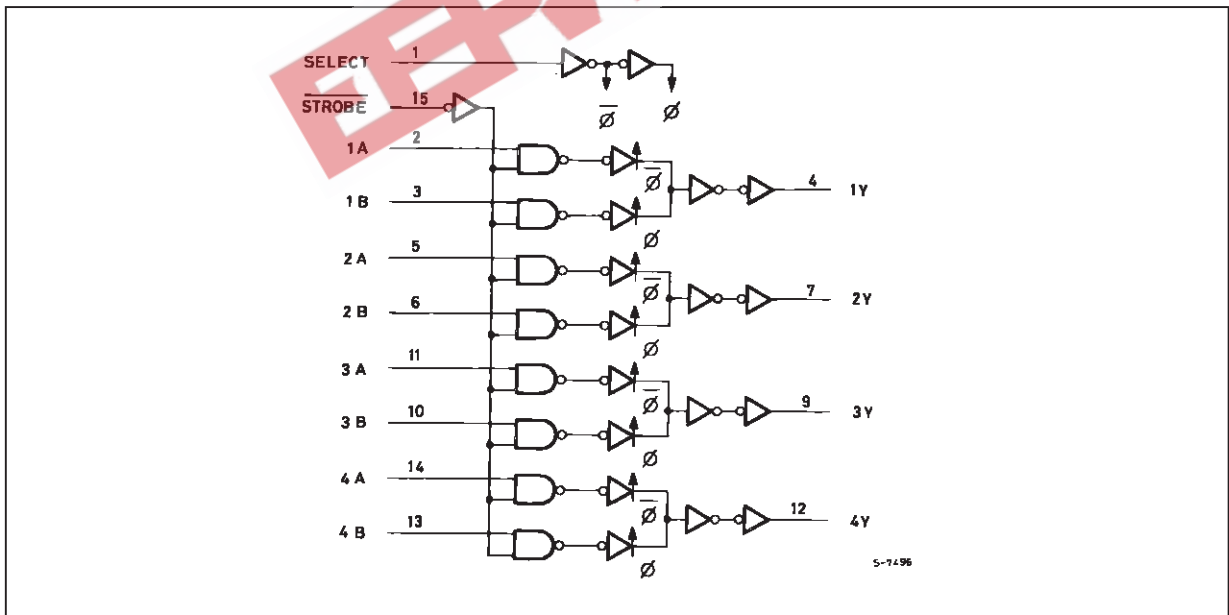 SELECT 1
S̅T̅R̅O̅B̅E̅ 15
∅̅ ∅
1A 2
∅̅
4 1Y
1B 3
∅
2A 5
∅̅
7 2Y
2B 6
∅
3A 11
∅̅
9 3Y
3B 10
∅
4A 14
∅̅
12 4Y
4B 13
∅
S-7496